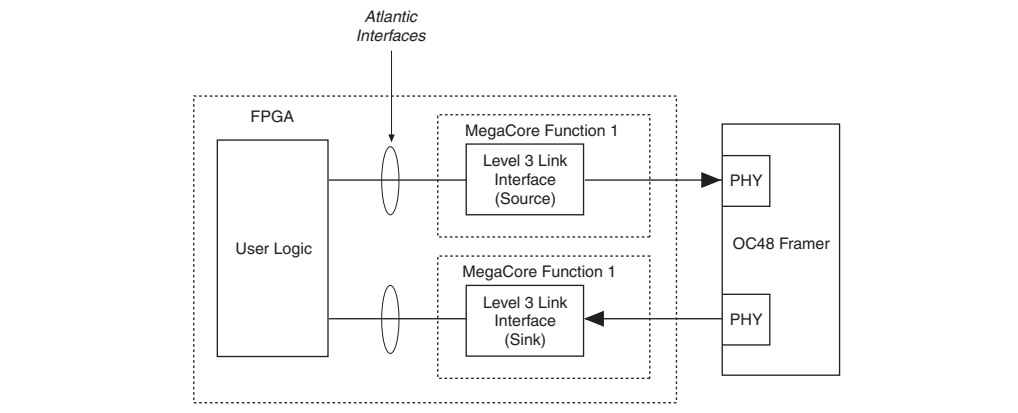 Atlantic
Interfaces
FPGA
MegaCore Function 1
Level 3 Link
Interface
(Source)
PHY
User Logic
OC48 Framer
MegaCore Function 1
Level 3 Link
Interface
(Sink)
PHY